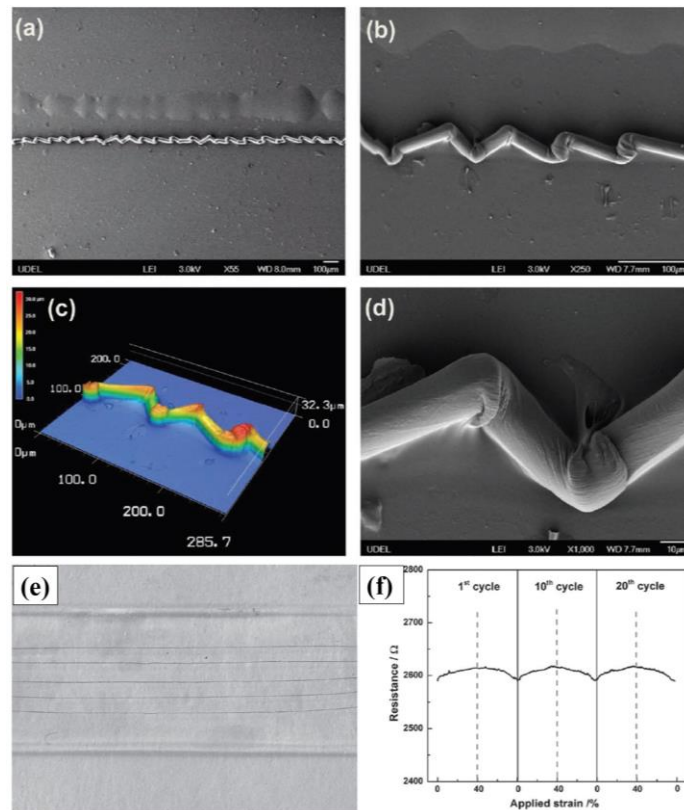 (a)
UDEL LEI 3.0kV X55 WD 8.0mm 100µm
(b)
UDEL LEI 3.0kV X250 WD 7.7mm 100µm
(c)
32.3µm
0.0
200.0
100.0
0µm
0µm
100.0
200.0
285.7
(d)
UDEL LEI 3.0kV X1,000 WD 7.7mm 10µm
(e)
(f)
1st cycle 10th cycle 20th cycle
2800
2700
2600
2500
2400
Resistance / Ω
0 40 0 40 0 40 0
Applied strain /%